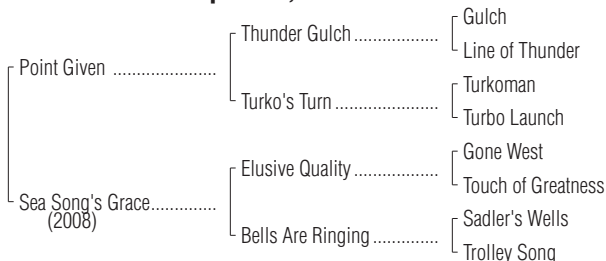 Gulch
Thunder Gulch ..................
Line of Thunder
Point Given ......................
Turkoman
Turko's Turn ......................
Turbo Launch
Gone West
Elusive Quality ..................
Touch of Greatness
Sea Song's Grace ..............
(2008)
Sadler's Wells
Bells Are Ringing ..............
Trolley Song